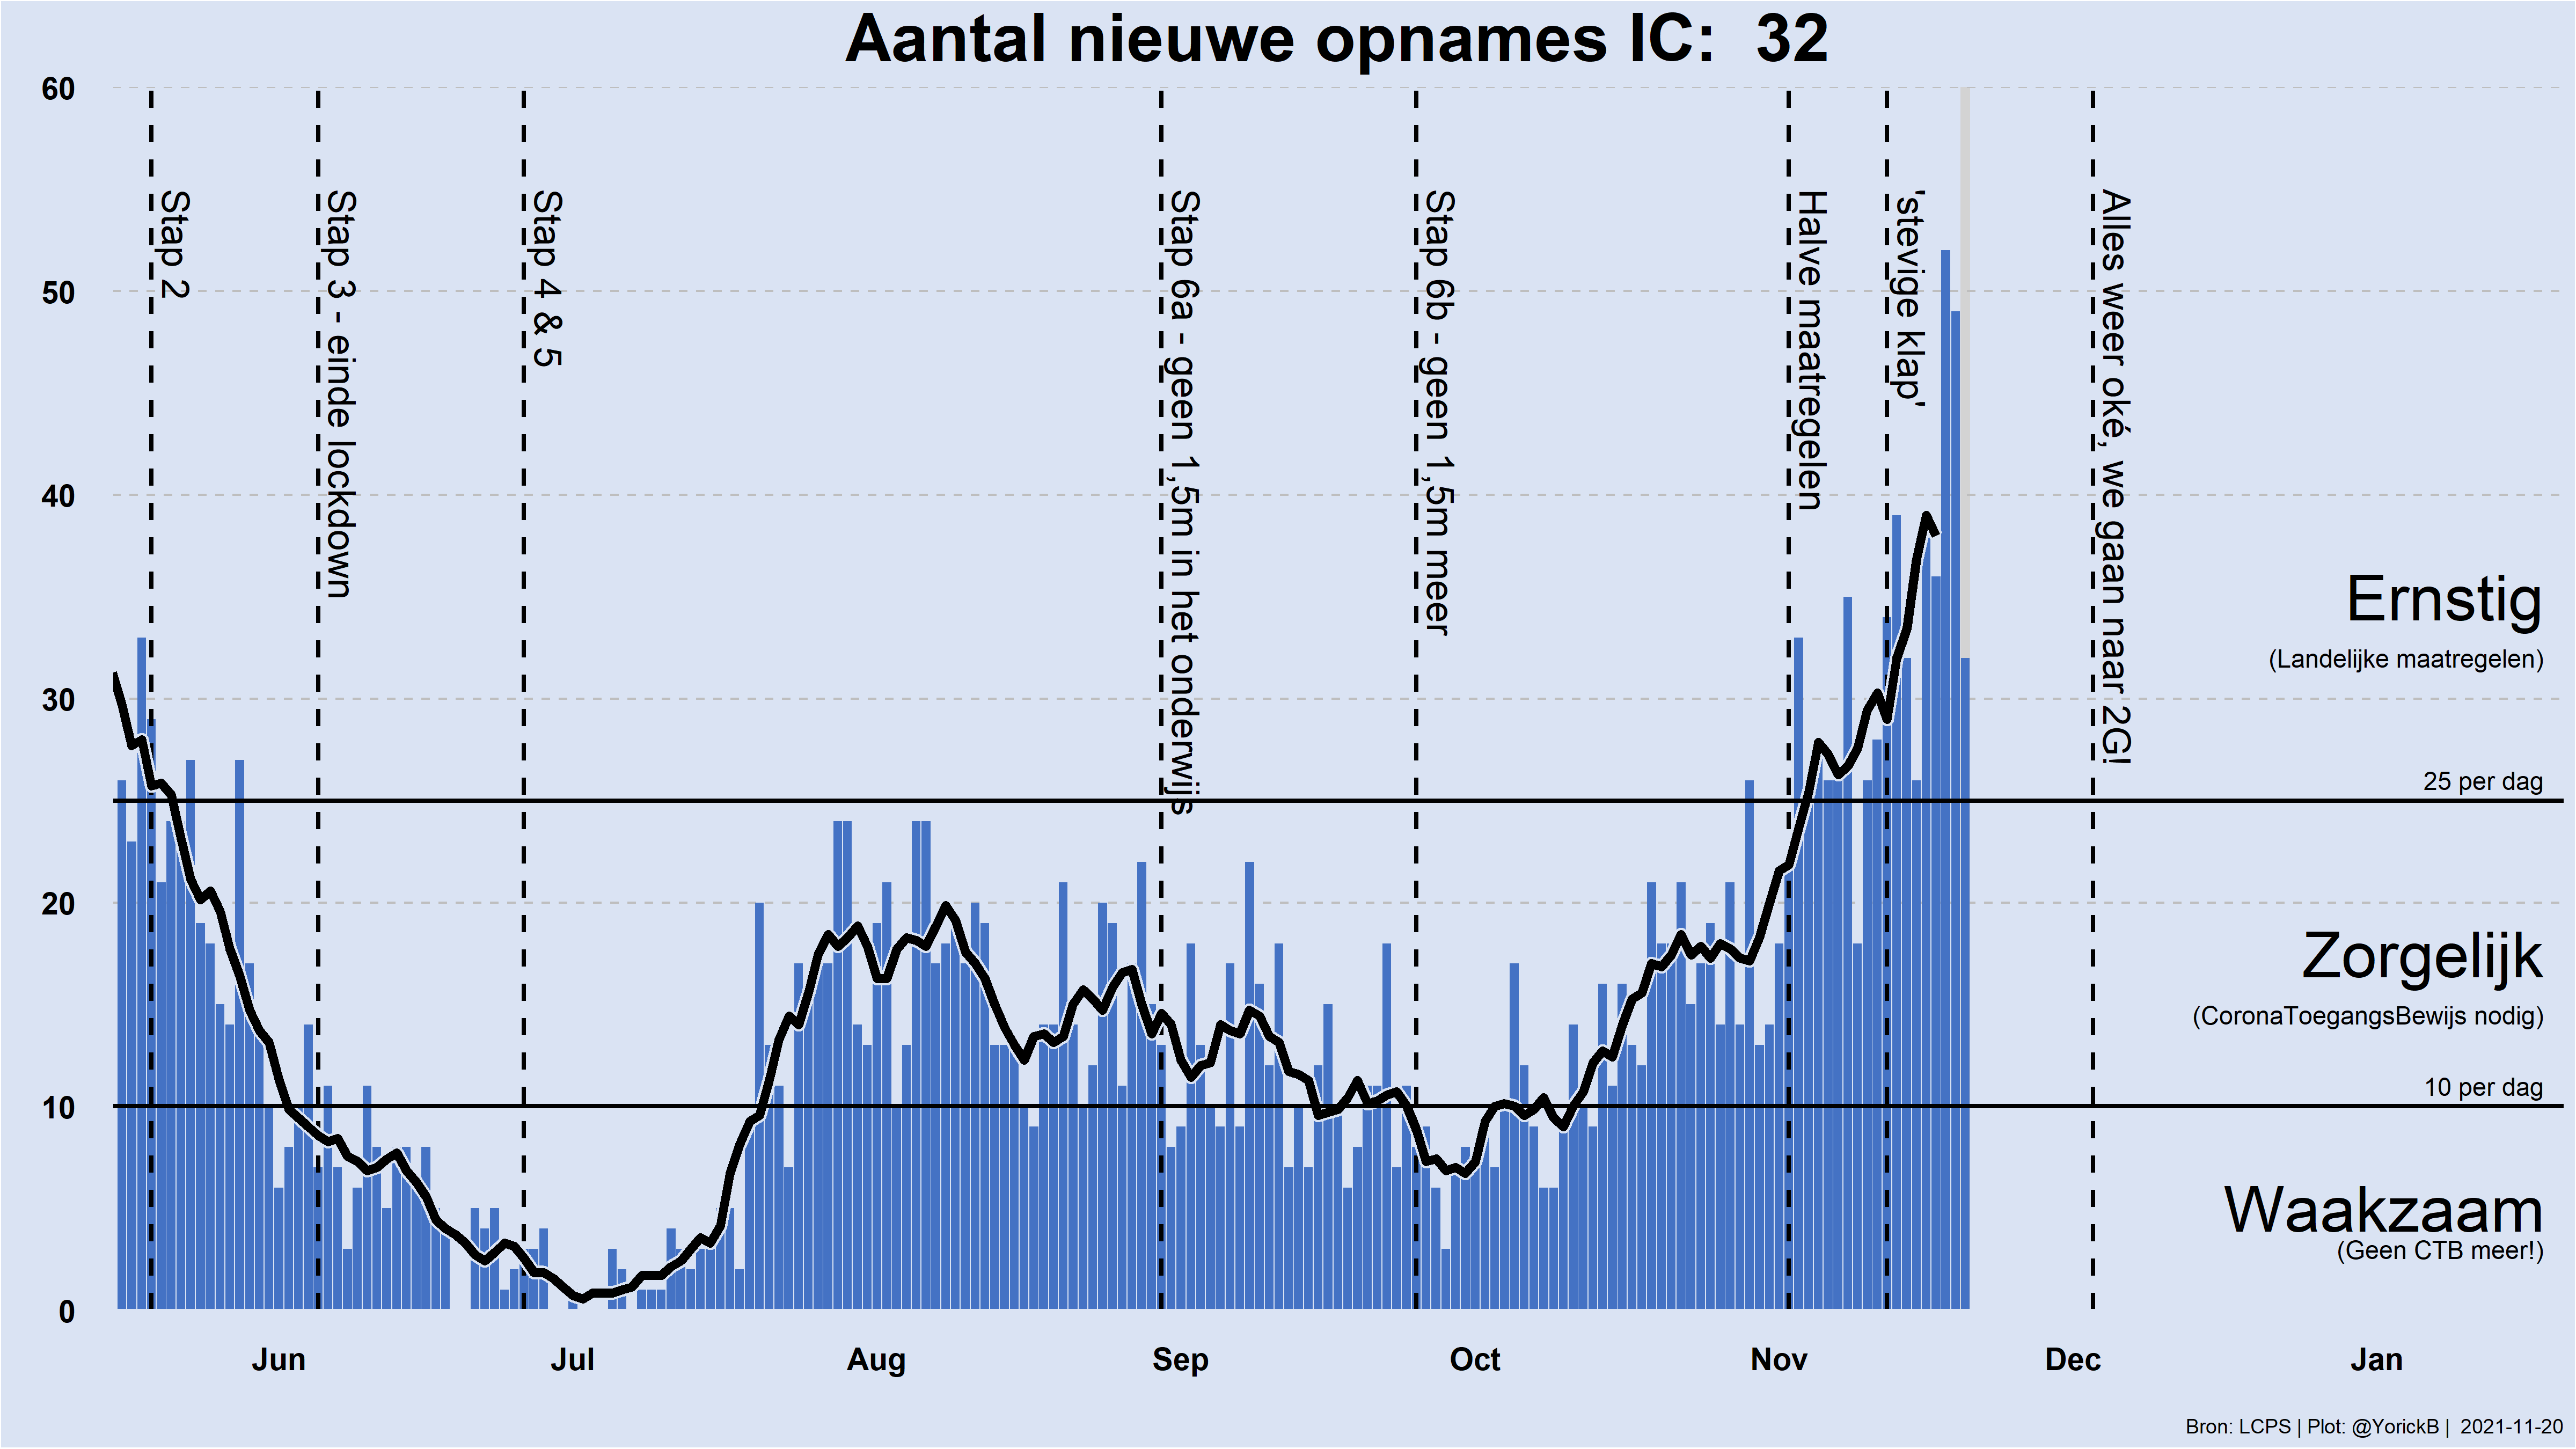 Aantal nieuwe opnames IC:  32
60
50
40
30
20
10
0
Stap 2
Stap 3 - einde lockdown
Stap 4 & 5
Stap 6a - geen 1,5m in het onderwijs
Stap 6b - geen 1,5m meer
Halve maatregelen
'stevige klap'
Alles weer oké, we gaan naar 2G!
Ernstig
(Landelijke maatregelen)
25 per dag
Zorgelijk
(CoronaToegangsBewijs nodig)
10 per dag
Waakzaam
(Geen CTB meer!)
Jun Jul Aug Sep Oct Nov Dec Jan
Bron: LCPS | Plot: @YorickB |  2021-11-20